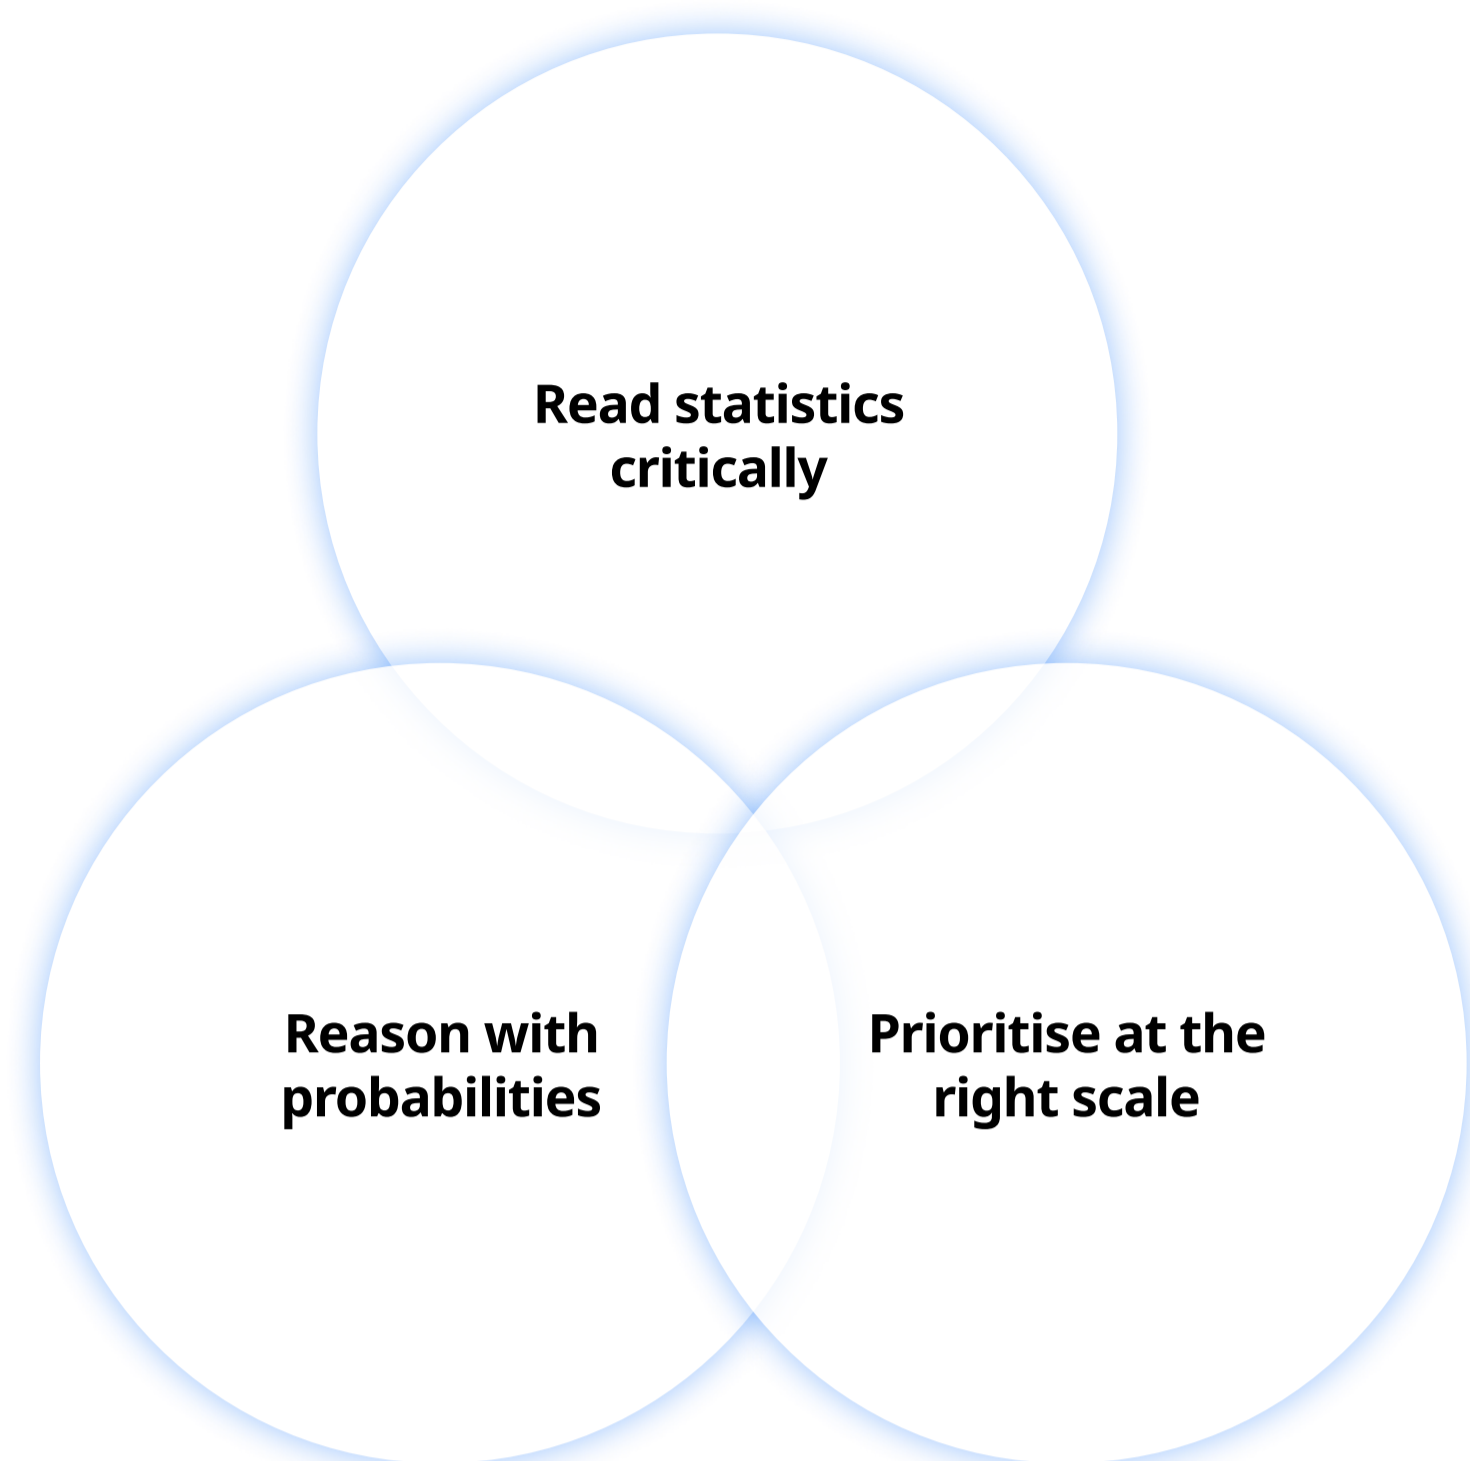 Read statistics
critically
Reason with
probabilities
Prioritise at the
right scale